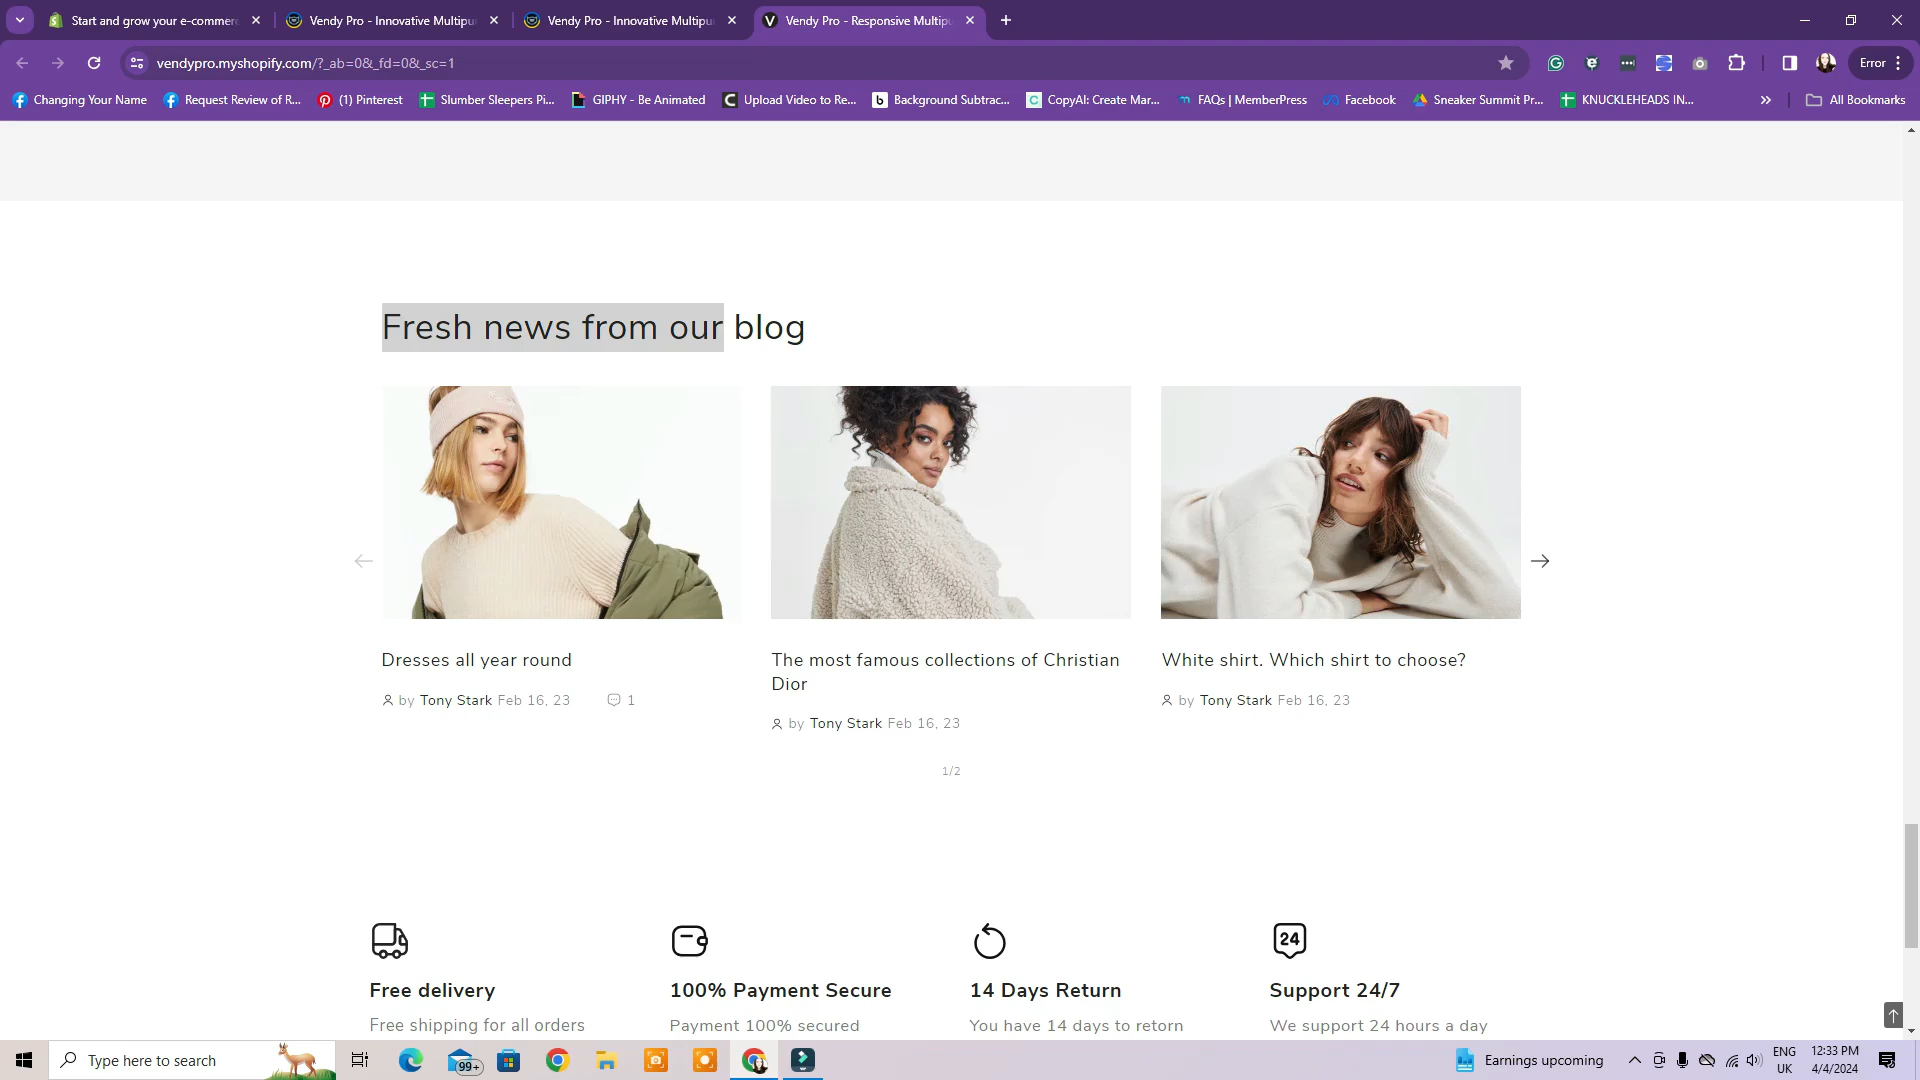 Start and grow your e-commerc
Vendy Pro - Innovative Multipu
Vendy Pro - Innovative Multipu
Vendy Pro - Responsive Multipu
vendypro.myshopify.com/?_ab=0&_fd=0&_sc=1
Error
Changing Your Name
Request Review of R...
(1) Pinterest
Slumber Sleepers Pi...
GIPHY - Be Animated
Upload Video to Re...
Background Subtrac...
CopyAI: Create Mar...
FAQs | MemberPress
Facebook
Sneaker Summit Pr...
KNUCKLEHEADS IN...
All Bookmarks
Fresh news from our blog
Dresses all year round
by Tony Stark Feb 16, 23 1
The most famous collections of Christian
Dior
by Tony Stark Feb 16, 23
White shirt. Which shirt to choose?
by Tony Stark Feb 16, 23
1/2
24
Free delivery
Free shipping for all orders
100% Payment Secure
Payment 100% secured
14 Days Return
You have 14 days to return
Support 24/7
We support 24 hours a day
Type here to search
99+
Earnings upcoming
ENG
UK
12:33 PM
4/4/2024